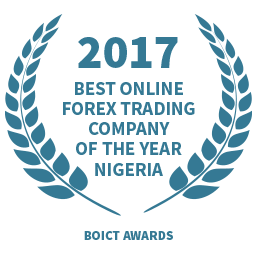 2017
BEST ONLINE
FOREX TRADING
COMPANY
OF THE YEAR
NIGERIA
BOICT AWARDS